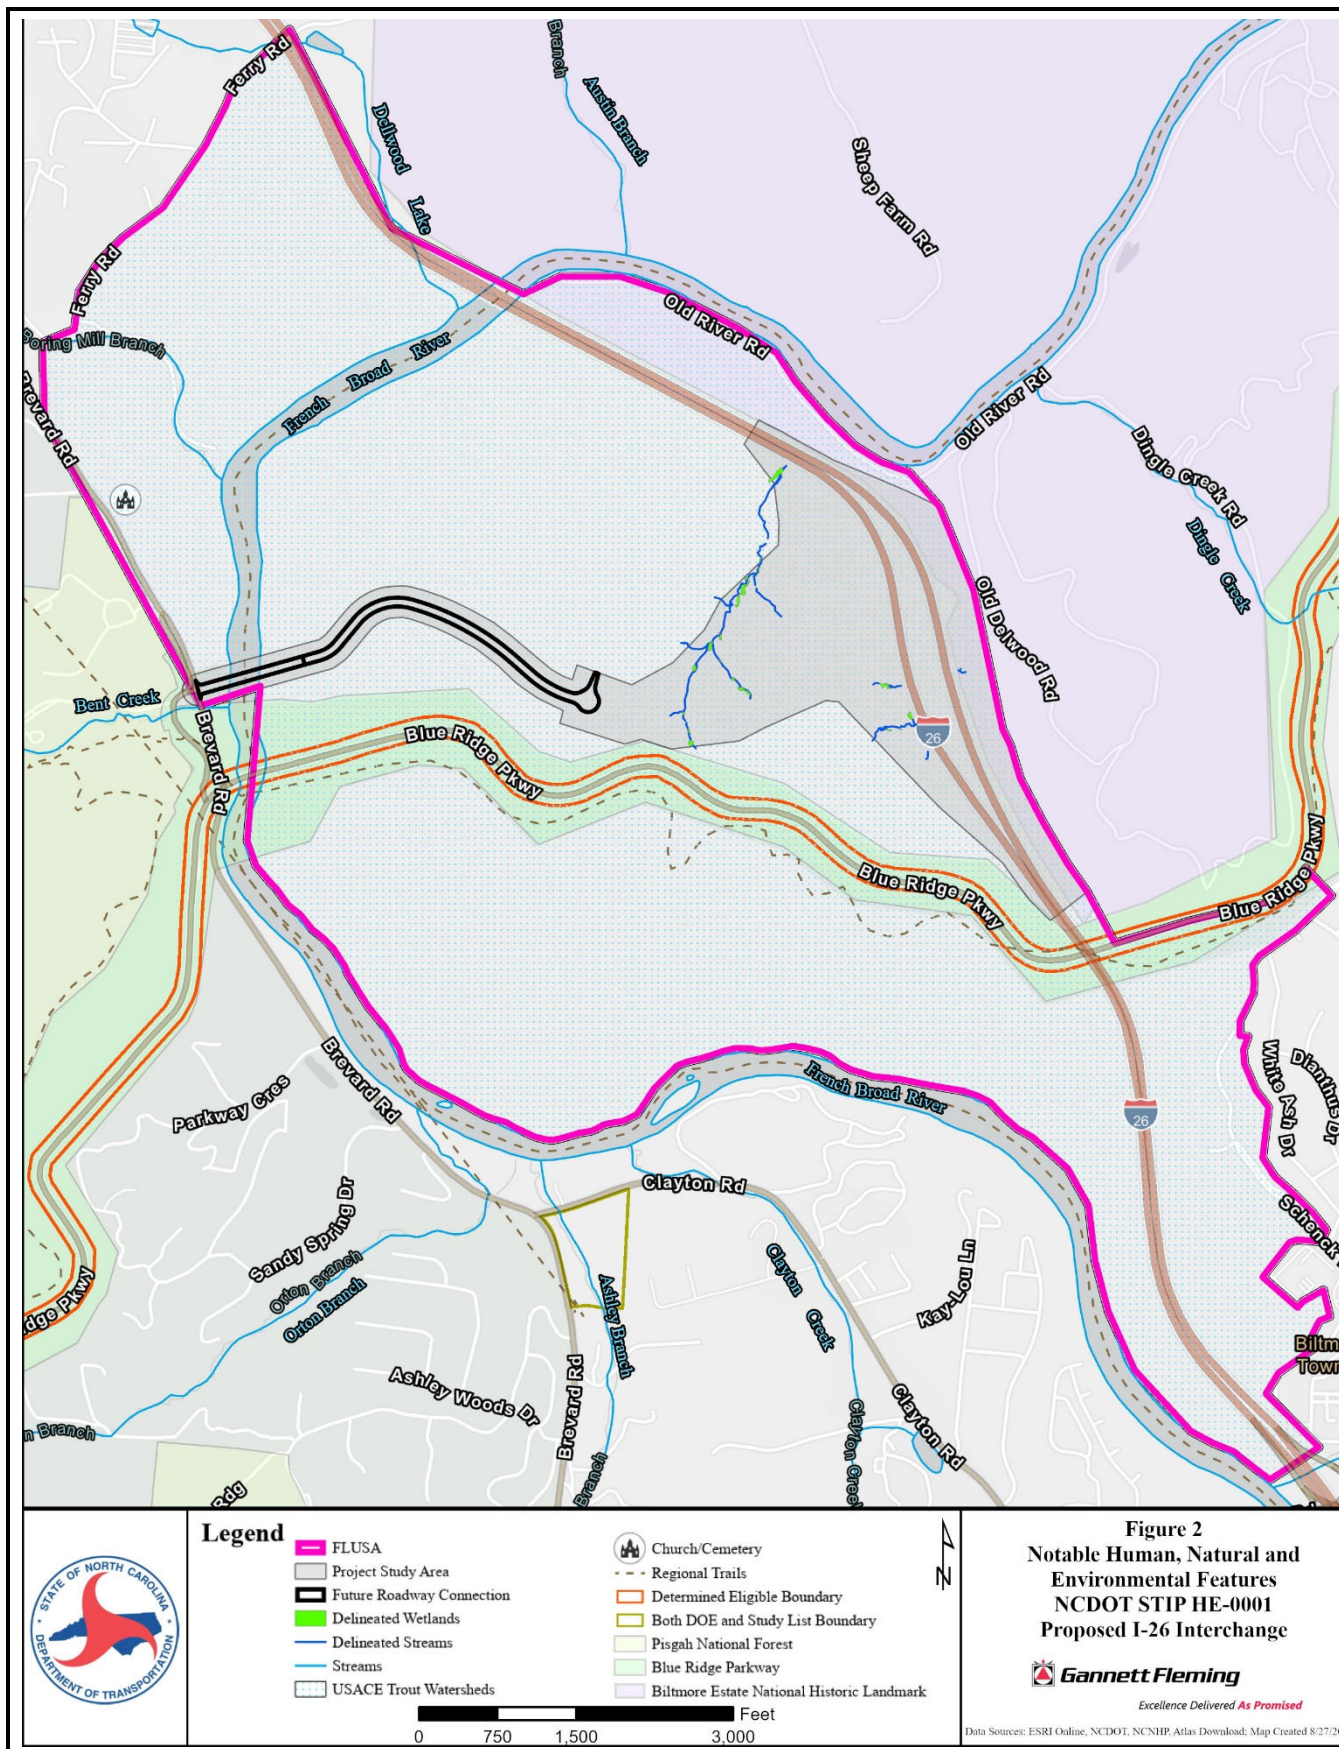 Branch
Ferry Rd
Dellwood Lake
Austin Branch
Sheep Farm Rd
Ferry Rd
Old River Rd
Boring Mill Branch
French Broad River
Old River Rd
Brevard Rd
Dingle Creek Rd
Dingle Creek
Old Delwood Rd
Bent Creek
Brevard Rd
Blue Ridge Pkwy
26
Blue Ridge Pkwy
Blue Ridge Pkwy
Brevard Rd
French Broad River
White Ash Dr
Dianthus Dr
Parkway Cres
26
Clayton Rd
Schenck
Sandy Spring Dr
Orton Branch
Orton Branch
Clayton Creek
Kay-Lou Ln
idge Pkwy
Ashley Branch
Biltm
Town
Ashley Woods Dr
Brevard Rd
Clayton Rd
n Branch
Clayton Creek
Branch
Rdg
Legend
FLUSA
Project Study Area
Future Roadway Connection
Delineated Wetlands
Delineated Streams
Streams
USACE Trout Watersheds
Church/Cemetery
Regional Trails
Determined Eligible Boundary
Both DOE and Study List Boundary
Pisgah National Forest
Blue Ridge Parkway
Biltmore Estate National Historic Landmark
N
Feet
0 750 1,500 3,000
STATE OF NORTH CAROLINA
DEPARTMENT OF TRANSPORTATION
Figure 2
Notable Human, Natural and
Environmental Features
NCDOT STIP HE-0001
Proposed I-26 Interchange
Gannett Fleming
Excellence Delivered As Promised
Data Sources: ESRI Online, NCDOT, NCNHP, Atlas Download; Map Created 8/27/20